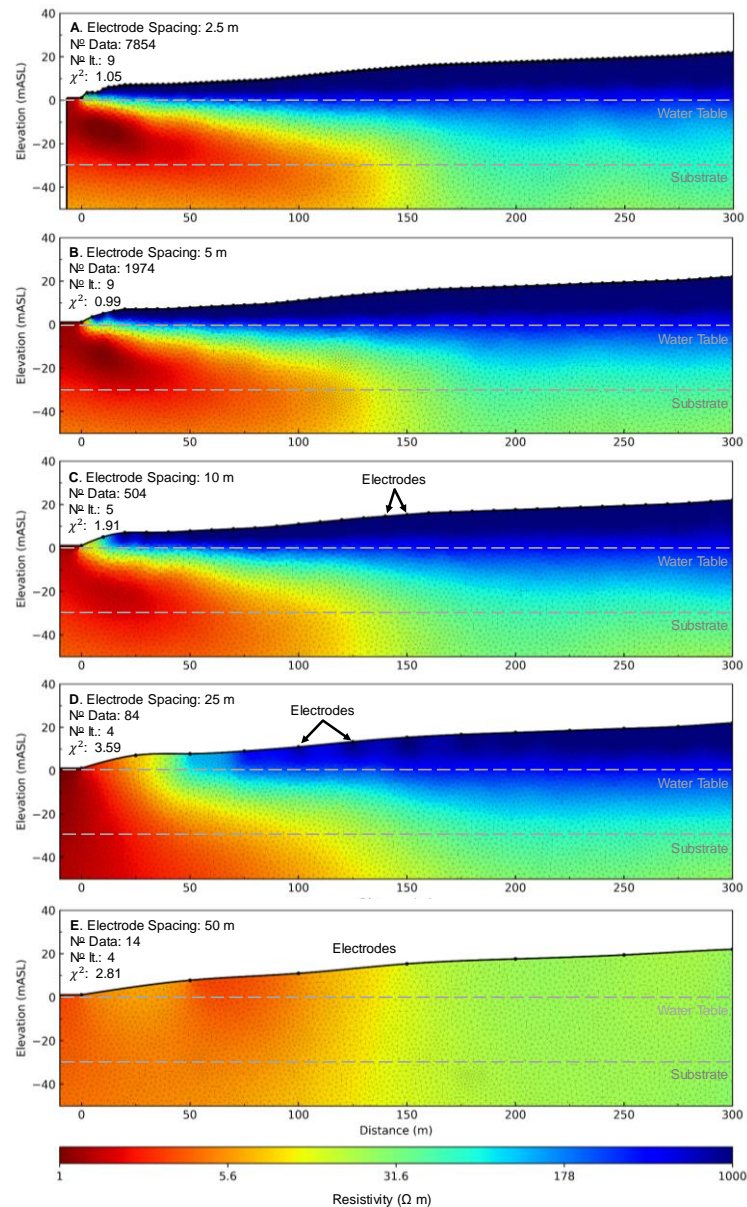 A. Electrode Spacing: 2.5 m
Nº Data: 7854
Nº It.: 9
χ²: 1.05
Elevation (mASL)
40
20
0
−20
−40
Water Table
Substrate
0 50 100 150 200 250 300
B. Electrode Spacing: 5 m
Nº Data: 1974
Nº It.: 9
χ²: 0.99
Elevation (mASL)
40
20
0
−20
−40
Water Table
Substrate
0 50 100 150 200 250 300
C. Electrode Spacing: 10 m
Nº Data: 504
Nº It.: 5
χ²: 1.91
Electrodes
Elevation (mASL)
40
20
0
−20
−40
Water Table
Substrate
0 50 100 150 200 250 300
D. Electrode Spacing: 25 m
Nº Data: 84
Nº It.: 4
χ²: 3.59
Electrodes
Elevation (mASL)
40
20
0
−20
−40
Water Table
Substrate
0 50 100 150 200 250 300
E. Electrode Spacing: 50 m
Nº Data: 14
Nº It.: 4
χ²: 2.81
Electrodes
Elevation (mASL)
40
20
0
−20
−40
Water Table
Substrate
0 50 100 150 200 250 300
Distance (m)
1 5.6 31.6 178 1000
Resistivity (Ω m)